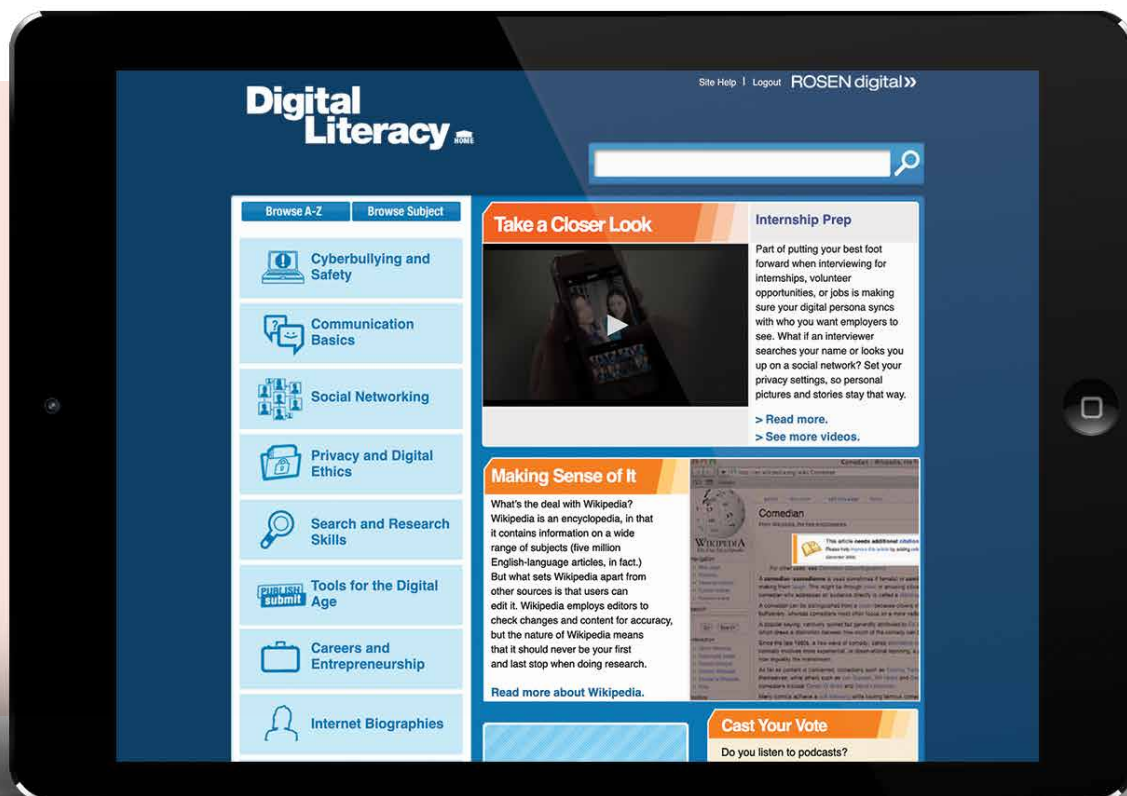 Site Help | Logout ROSEN digital»
Digital
Literacy HOME
Browse A-Z Browse Subject
Cyberbullying and
Safety
Communication
Basics
Social Networking
Privacy and Digital
Ethics
Search and Research
Skills
PUBLISH
submit
Tools for the Digital
Age
Careers and
Entrepreneurship
Internet Biographies
Take a Closer Look
Internship Prep
Part of putting your best foot
forward when interviewing for
internships, volunteer
opportunities, or jobs is making
sure your digital persona syncs
with who you want employers to
see. What if an interviewer
searches your name or looks you
up on a social network? Set your
privacy settings, so personal
pictures and stories stay that way.
> Read more.
> See more videos.
Making Sense of It
What's the deal with Wikipedia?
Wikipedia is an encyclopedia, in that
it contains information on a wide
range of subjects (five million
English-language articles, in fact.)
But what sets Wikipedia apart from
other sources is that users can
edit it. Wikipedia employs editors to
check changes and content for accuracy,
but the nature of Wikipedia means
that it should never be your first
and last stop when doing research.
Read more about Wikipedia.
WIKIPEDIA
Comedian
This article needs additional citation
Cast Your Vote
Do you listen to podcasts?